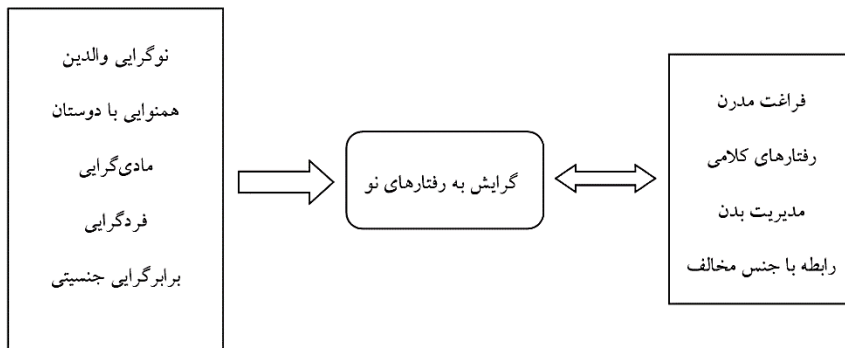 نوگرایی والدین
همنوایی با دوستان
مادی‌گرایی
فردگرایی
برابرگرایی جنسیتی
گرایش به رفتارهای نو
فراغت مدرن
رفتارهای کلامی
مدیریت بدن
رابطه با جنس مخالف